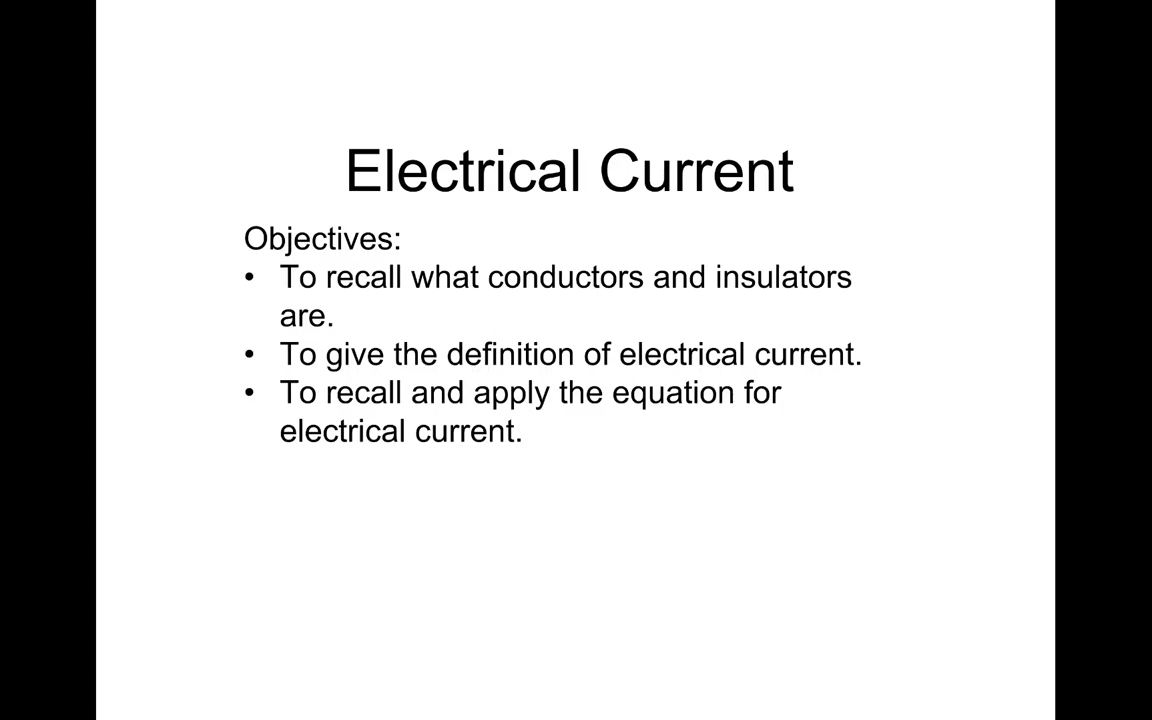 Electrical Current
Objectives:
• To recall what conductors and insulators
are.
• To give the definition of electrical current.
• To recall and apply the equation for
electrical current.